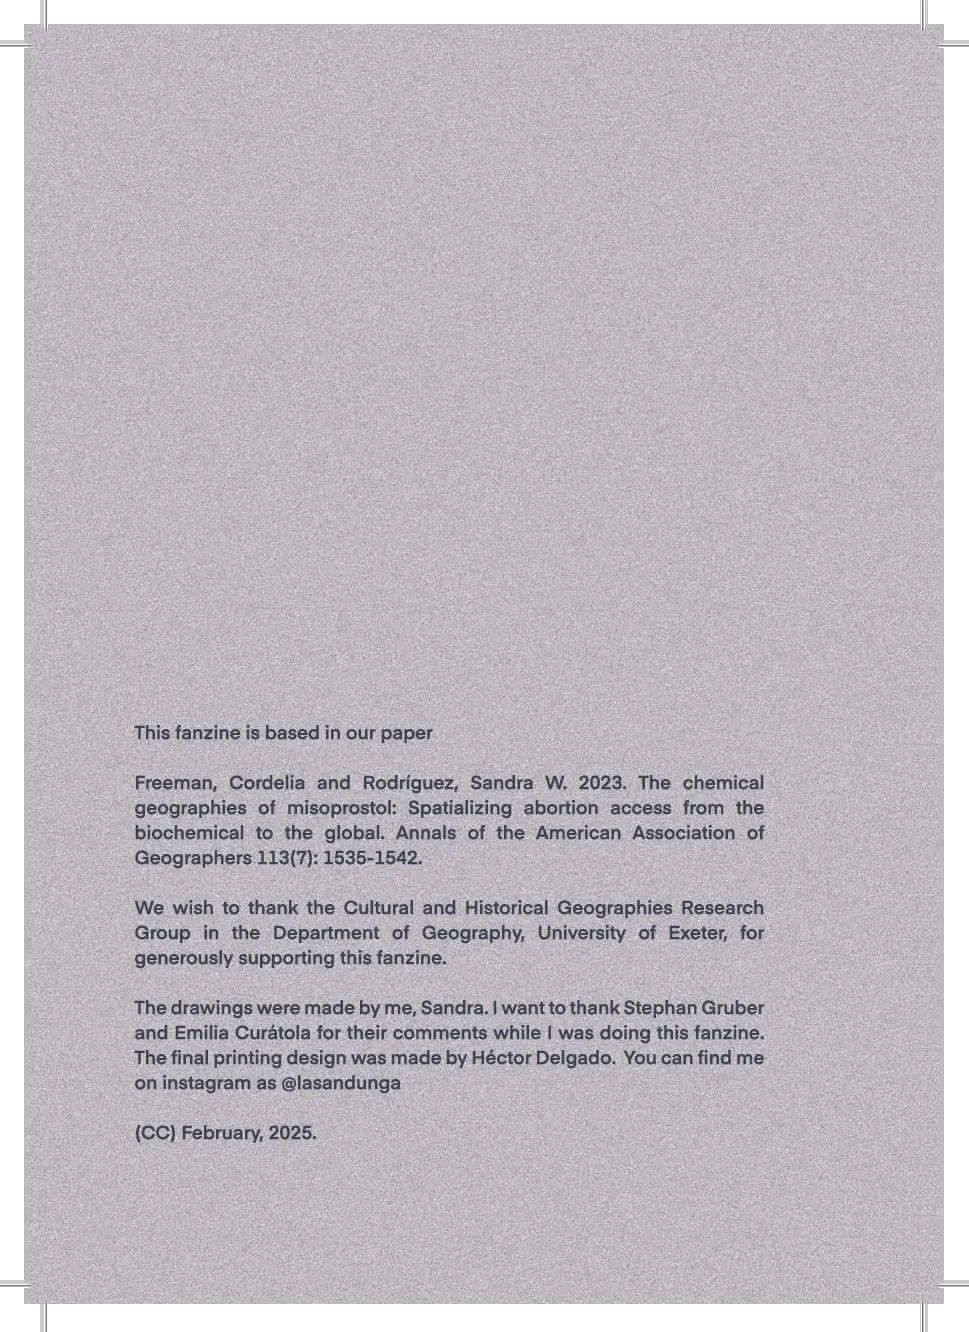 This fanzine is based in our paper
Freeman, Cordelia and Rodríguez, Sandra W. 2023. The chemical
geographies of misoprostol: Spatializing abortion access from the
biochemical to the global. Annals of the American Association of
Geographers 113(7): 1535-1542.
We wish to thank the Cultural and Historical Geographies Research
Group in the Department of Geography, University of Exeter, for
generously supporting this fanzine.
The drawings were made by me, Sandra. I want to thank Stephan Gruber
and Emilia Curátola for their comments while I was doing this fanzine.
The final printing design was made by Héctor Delgado.  You can find me
on instagram as @lasandunga
(CC) February, 2025.